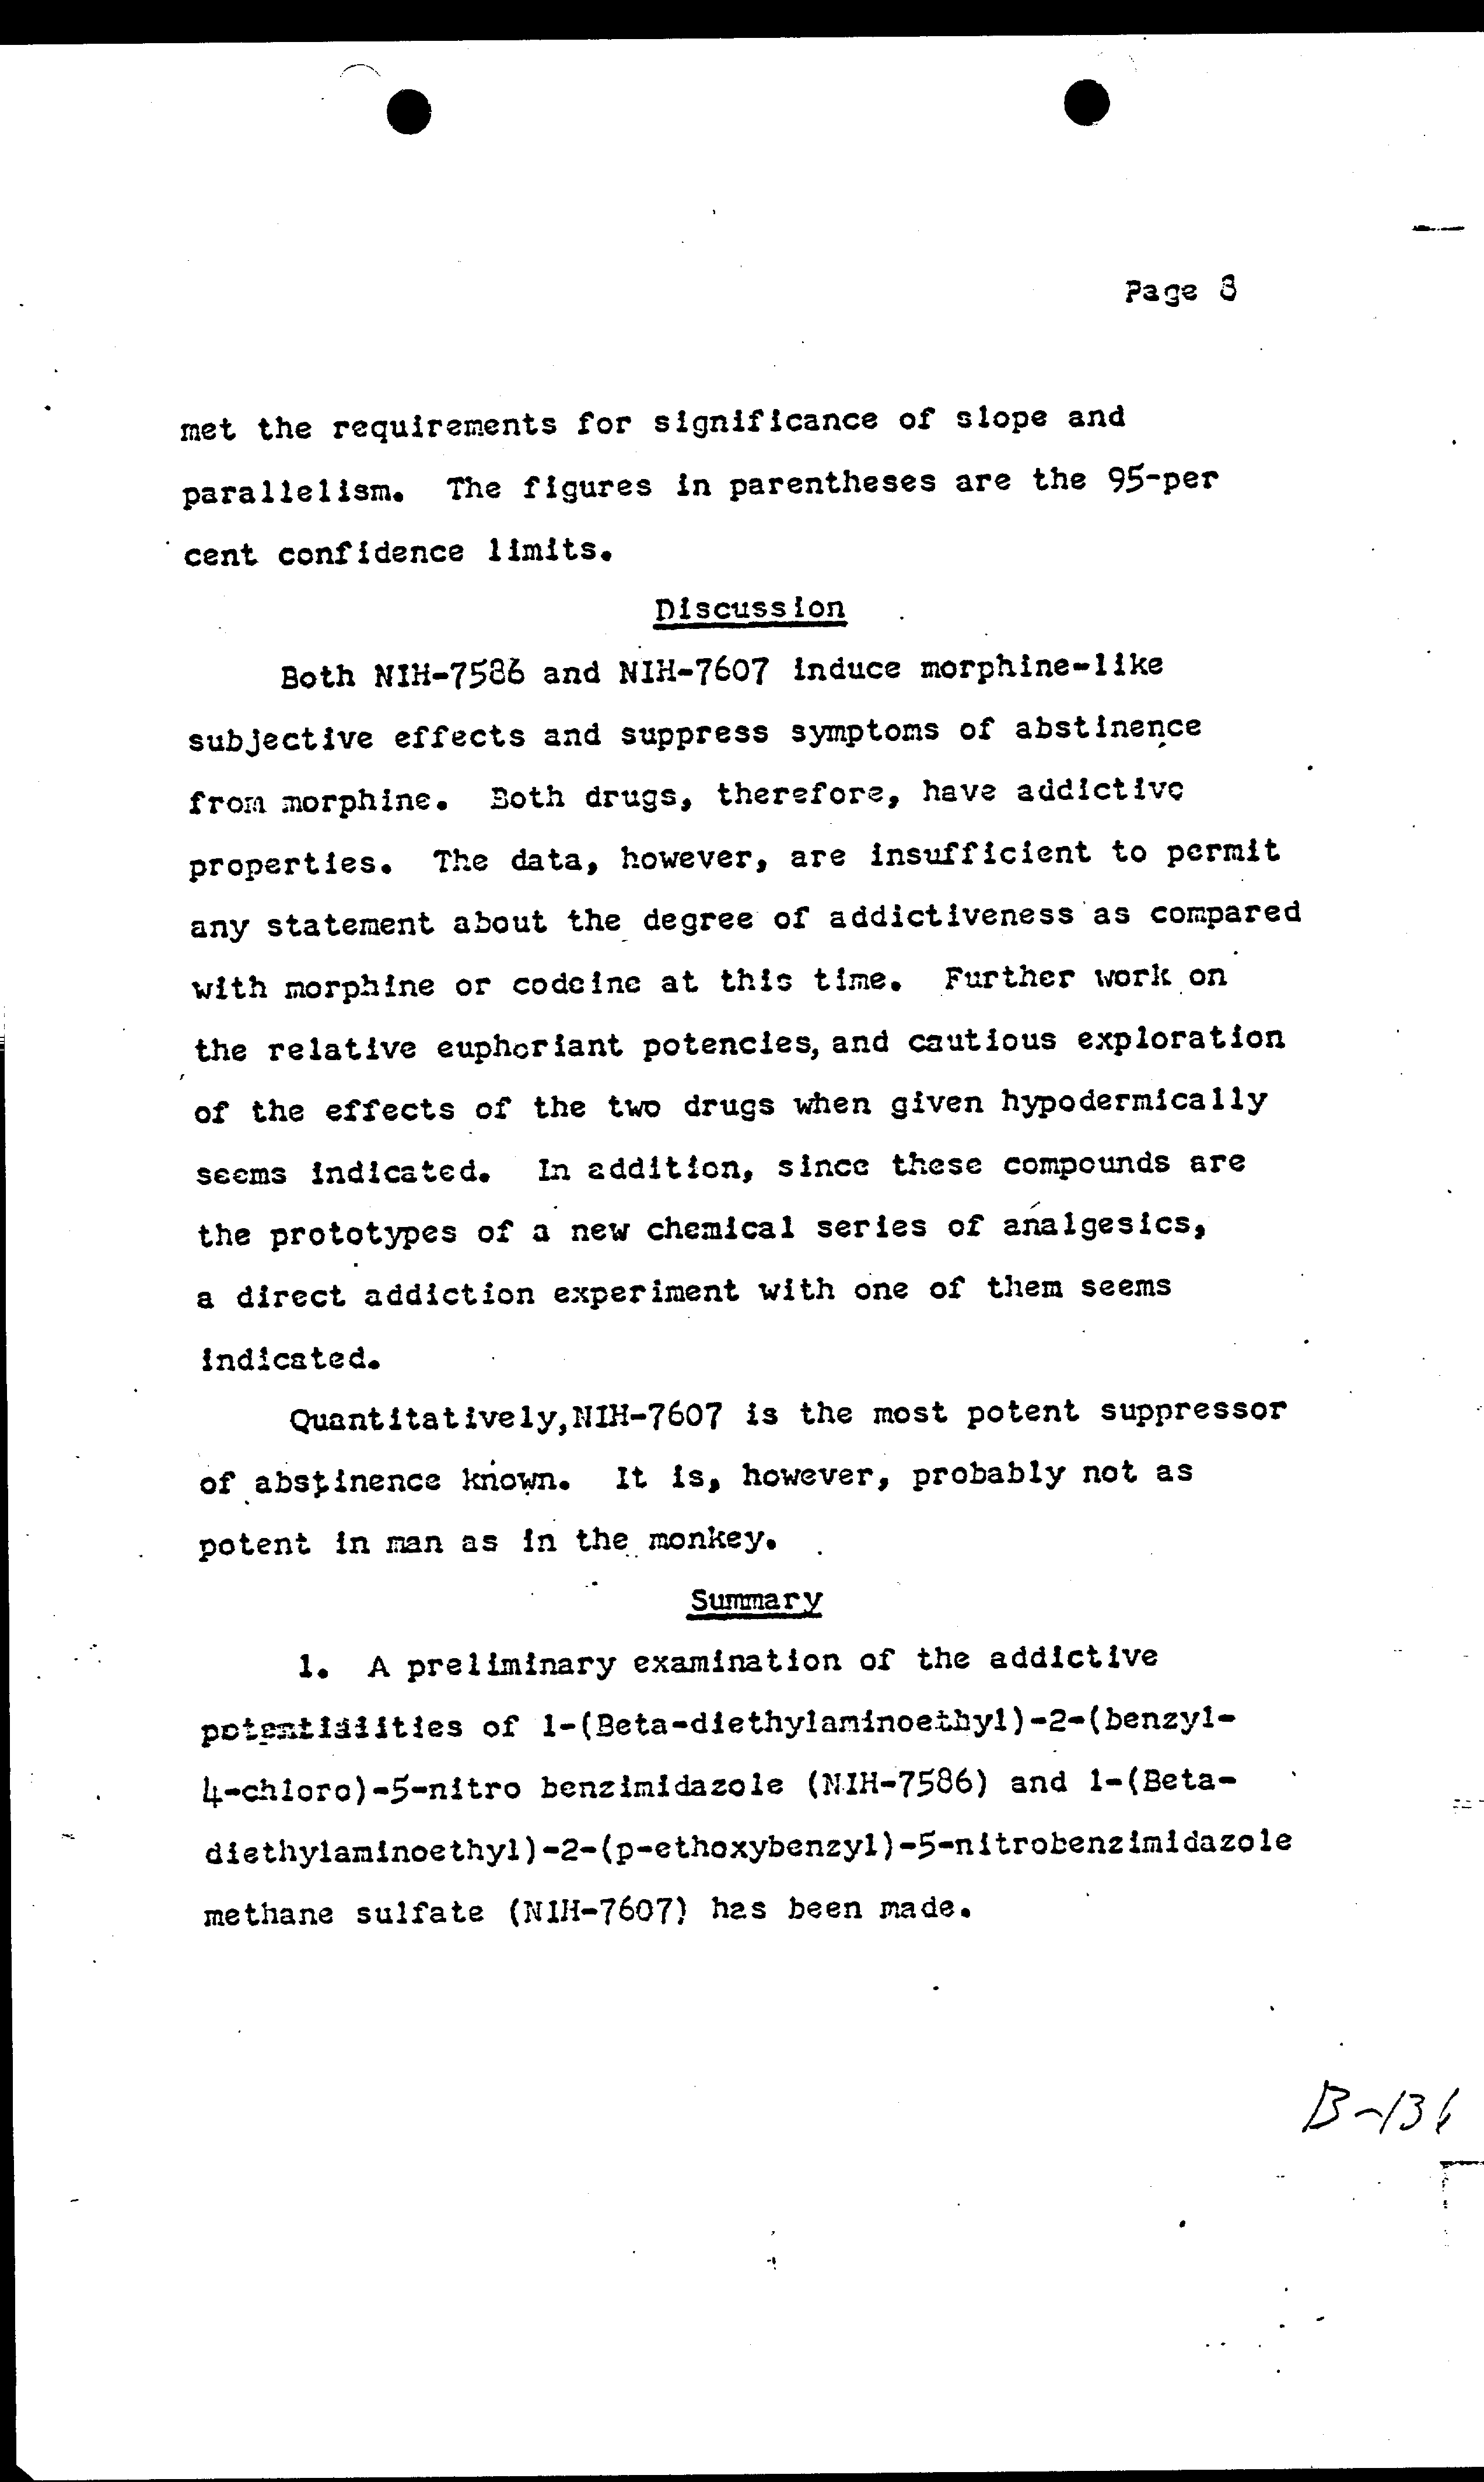 Page 8
met the requirements for significance of slope and
parallelism. The figures in parentheses are the 95-per
cent confidence limits.
Discussion
Both NIH-7586 and NIH-7607 induce morphine-like
subjective effects and suppress symptoms of abstinence
from morphine. Both drugs, therefore, have addictive
properties. The data, however, are insufficient to permit
any statement about the degree of addictiveness as compared
with morphine or codeine at this time. Further work on
the relative euphoriant potencies, and cautious exploration
of the effects of the two drugs when given hypodermically
seems indicated. In addition, since these compounds are
the prototypes of a new chemical series of analgesics,
a direct addiction experiment with one of them seems
indicated.
Quantitatively, NIH-7607 is the most potent suppressor
of abstinence known. It is, however, probably not as
potent in man as in the monkey.
Summary
1. A preliminary examination of the addictive
potentialities of 1-(Beta-diethylaminoethyl)-2-(benzyl-
4-chloro)-5-nitro benzimidazole (NIH-7586) and 1-(Beta-
diethylaminoethyl)-2-(p-ethoxybenzyl)-5-nitrobenzimidazole
methane sulfate (NIH-7607) has been made.
B-136